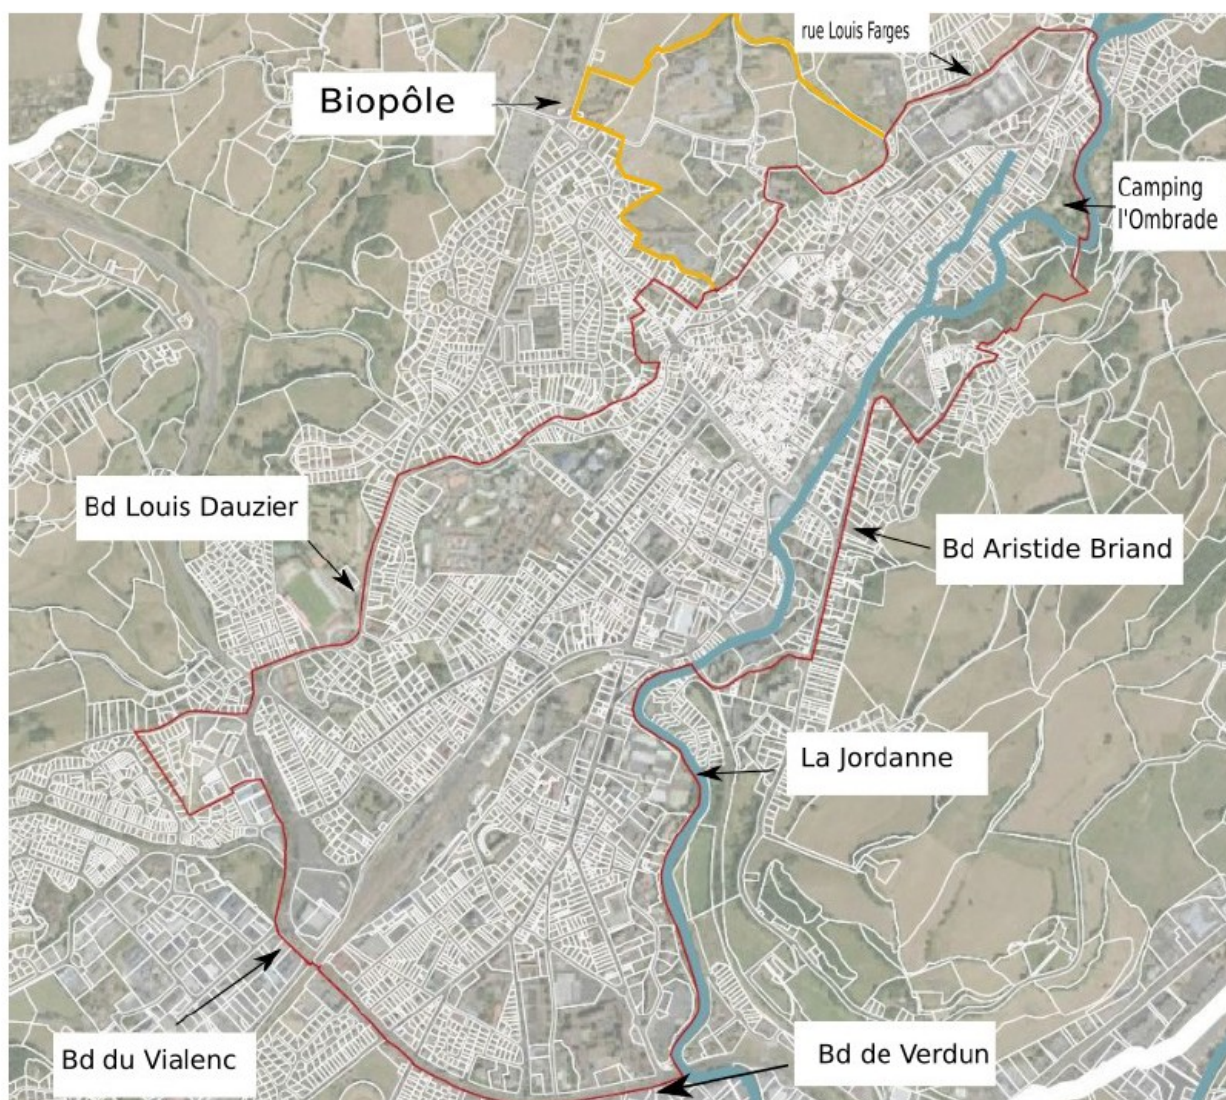 rue Louis Farges
Biopôle
Camping
l'Ombrade
Bd Louis Dauzier
Bd Aristide Briand
La Jordanne
Bd du Vialenc
Bd de Verdun